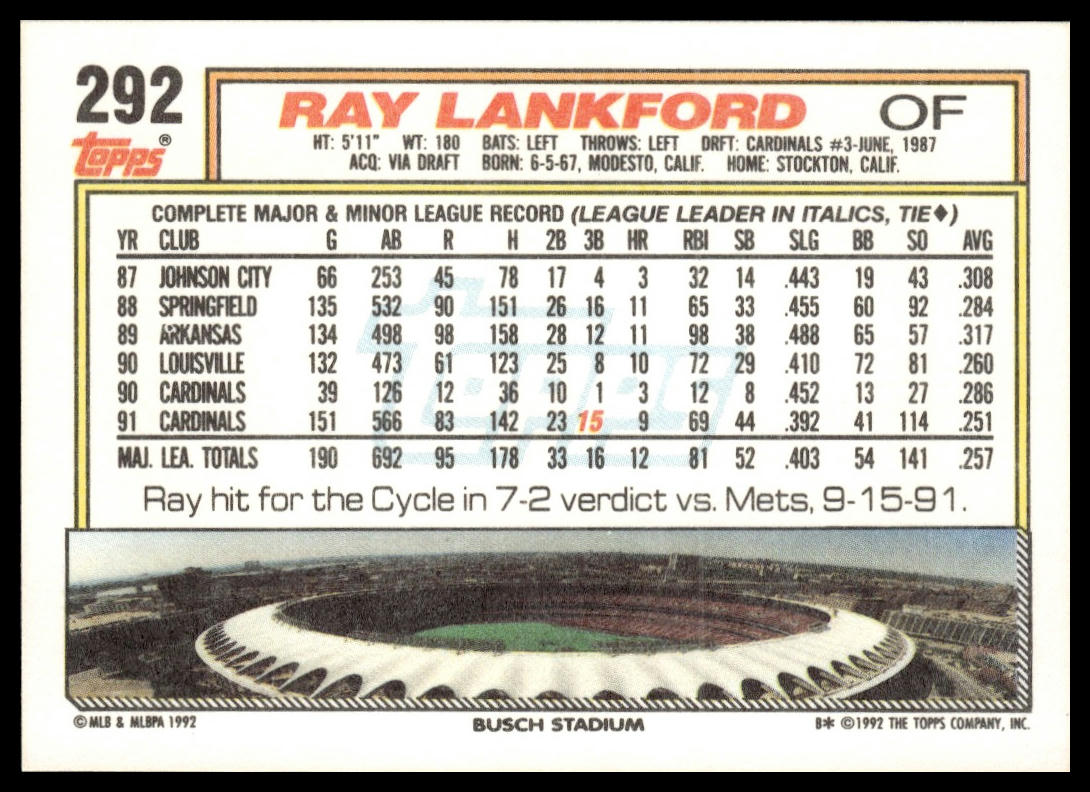 292
topps®
RAY LANKFORD OF
HT: 5'11" WT: 180 BATS: LEFT THROWS: LEFT DRFT: CARDINALS #3-JUNE, 1987
ACQ: VIA DRAFT BORN: 6-5-67, MODESTO, CALIF. HOME: STOCKTON, CALIF.
COMPLETE MAJOR & MINOR LEAGUE RECORD (LEAGUE LEADER IN ITALICS, TIE♦)
YR CLUB G AB R H 2B 3B HR RBI SB SLG BB SO AVG
87 JOHNSON CITY 66 253 45 78 17 4 3 32 14 .443 19 43 .308
88 SPRINGFIELD 135 532 90 151 26 16 11 65 33 .455 60 92 .284
89 ARKANSAS 134 498 98 158 28 12 11 98 38 .488 65 57 .317
90 LOUISVILLE 132 473 61 123 25 8 10 72 29 .410 72 81 .260
90 CARDINALS 39 126 12 36 10 1 3 12 8 .452 13 27 .286
91 CARDINALS 151 566 83 142 23 15 9 69 44 .392 41 114 .251
MAJ. LEA. TOTALS 190 692 95 178 33 16 12 81 52 .403 54 141 .257
Topps
Ray hit for the Cycle in 7-2 verdict vs. Mets, 9-15-91.
©MLB & MLBPA 1992 BUSCH STADIUM B* ©1992 THE TOPPS COMPANY, INC.